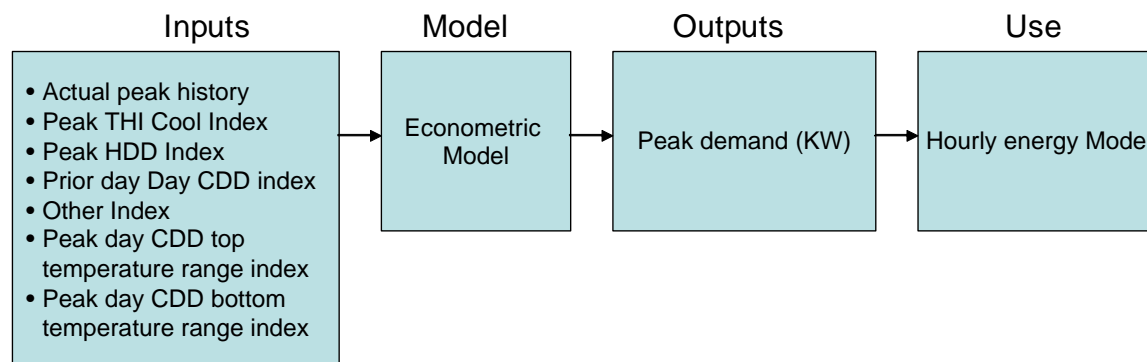 Inputs
Model
Outputs
Use
• Actual peak history
• Peak THI Cool Index
• Peak HDD Index
• Prior day Day CDD index
• Other Index
• Peak day CDD top
temperature range index
• Peak day CDD bottom
temperature range index
Econometric
Model
Peak demand (KW)
Hourly energy Mode